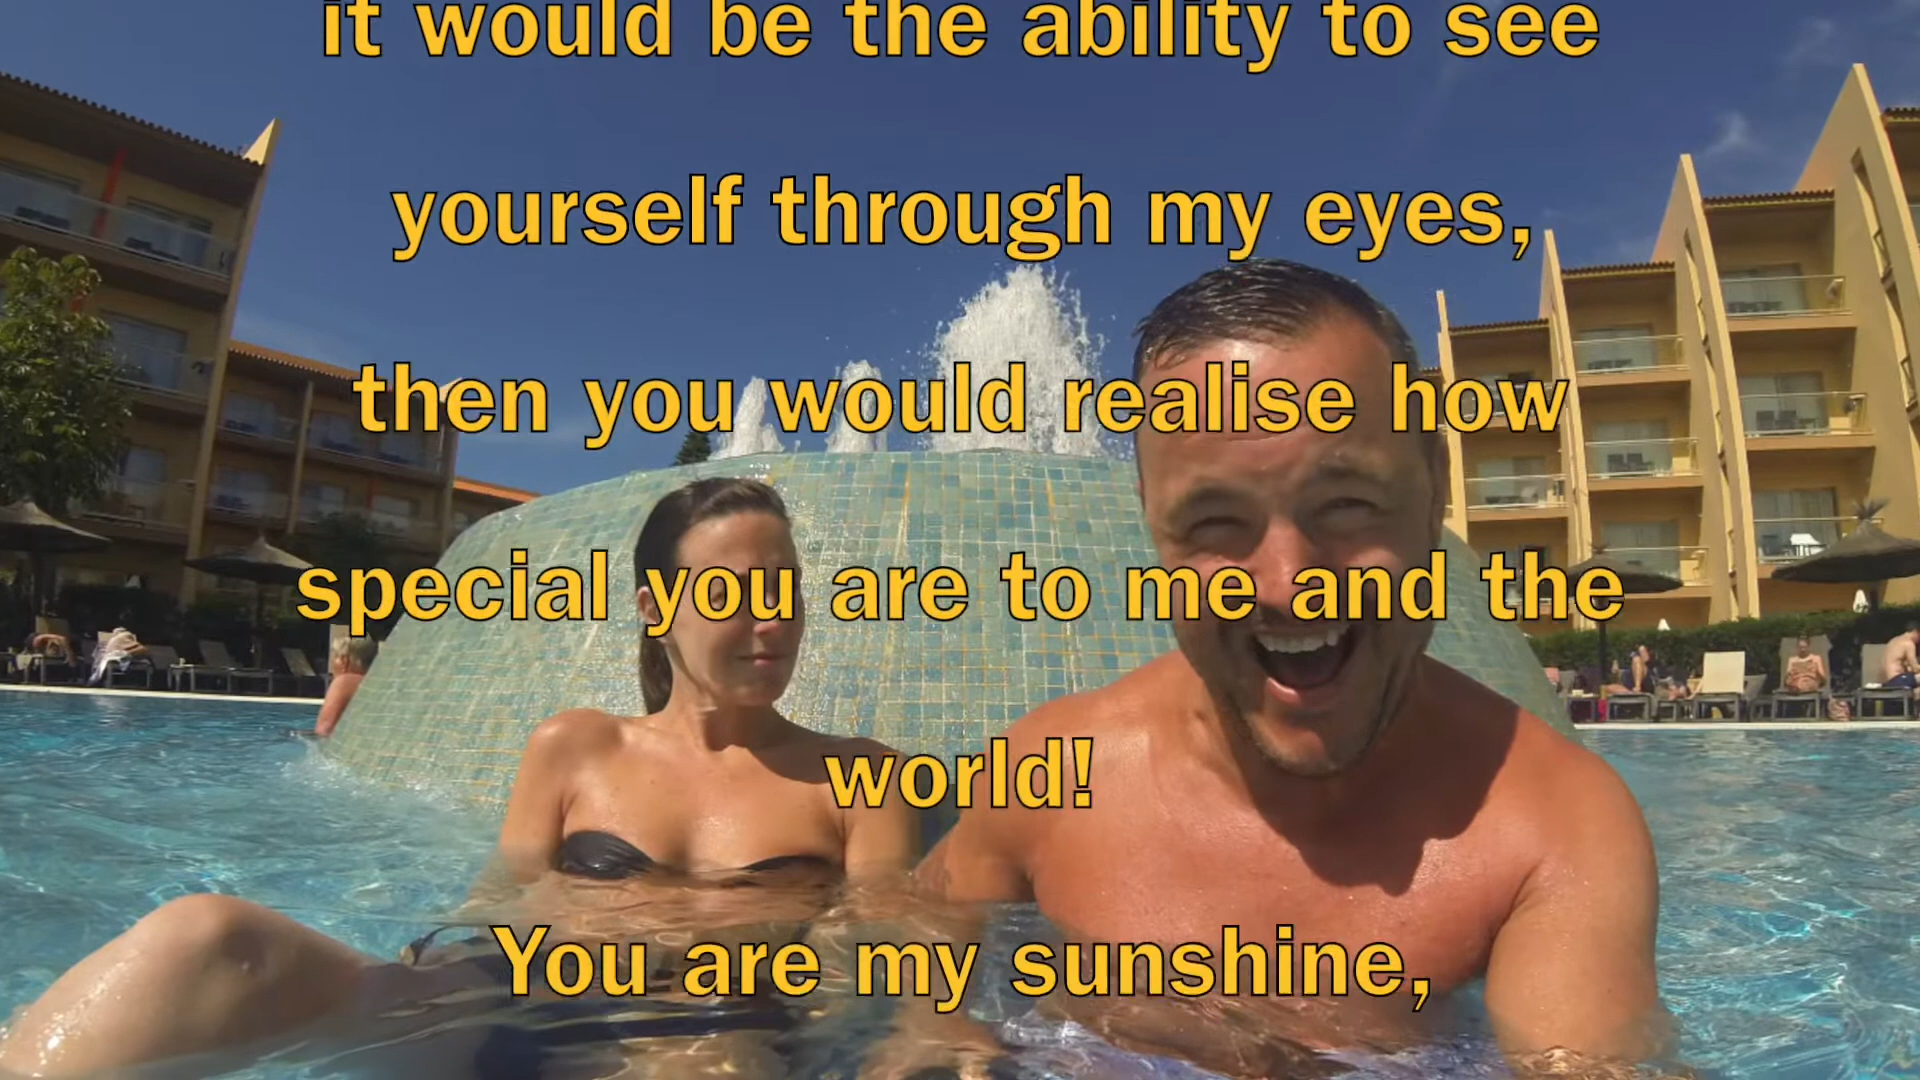 it would be the ability to see
yourself through my eyes,
then you would realise how
special you are to me and the
world!
You are my sunshine,